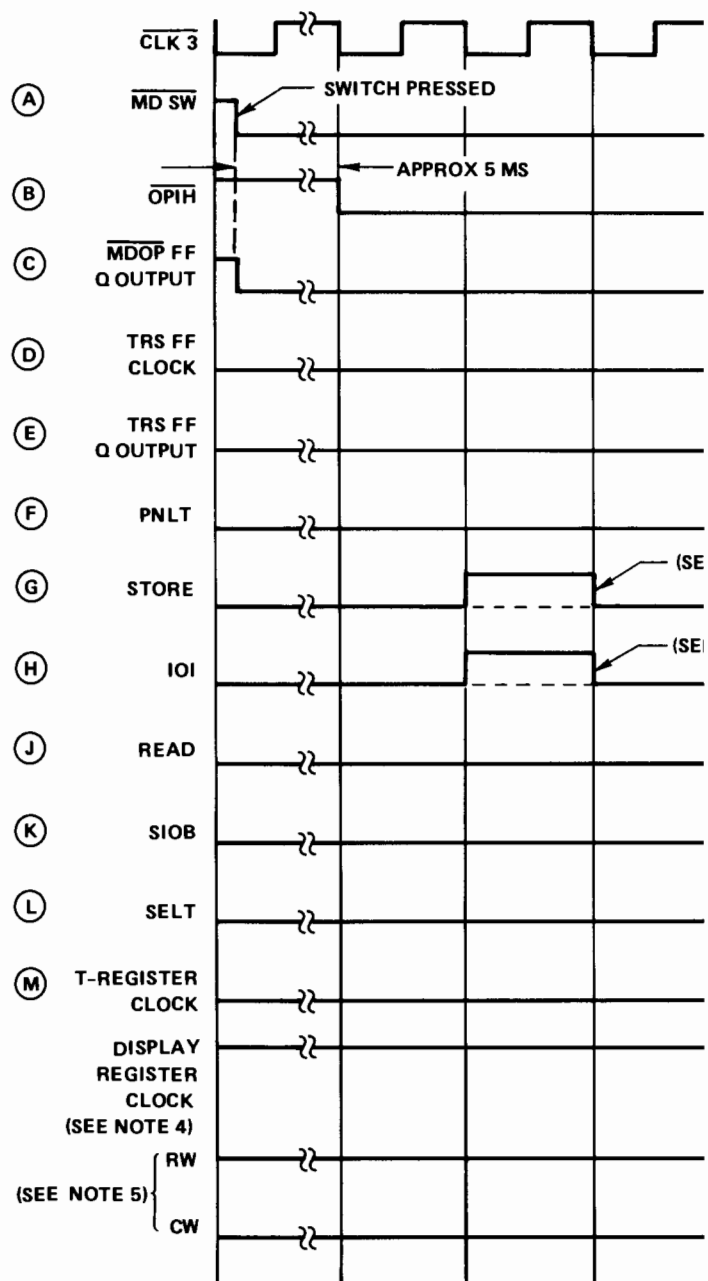 CLK 3
A MD SW SWITCH PRESSED
APPROX 5 MS
B OPIH
C MDOP FF
Q OUTPUT
D TRS FF
CLOCK
E TRS FF
Q OUTPUT
F PNLT
G STORE (SE
H IOI (SE
J READ
K SIOB
L SELT
M T-REGISTER
CLOCK
DISPLAY
REGISTER
CLOCK
(SEE NOTE 4)
RW
(SEE NOTE 5)
CW